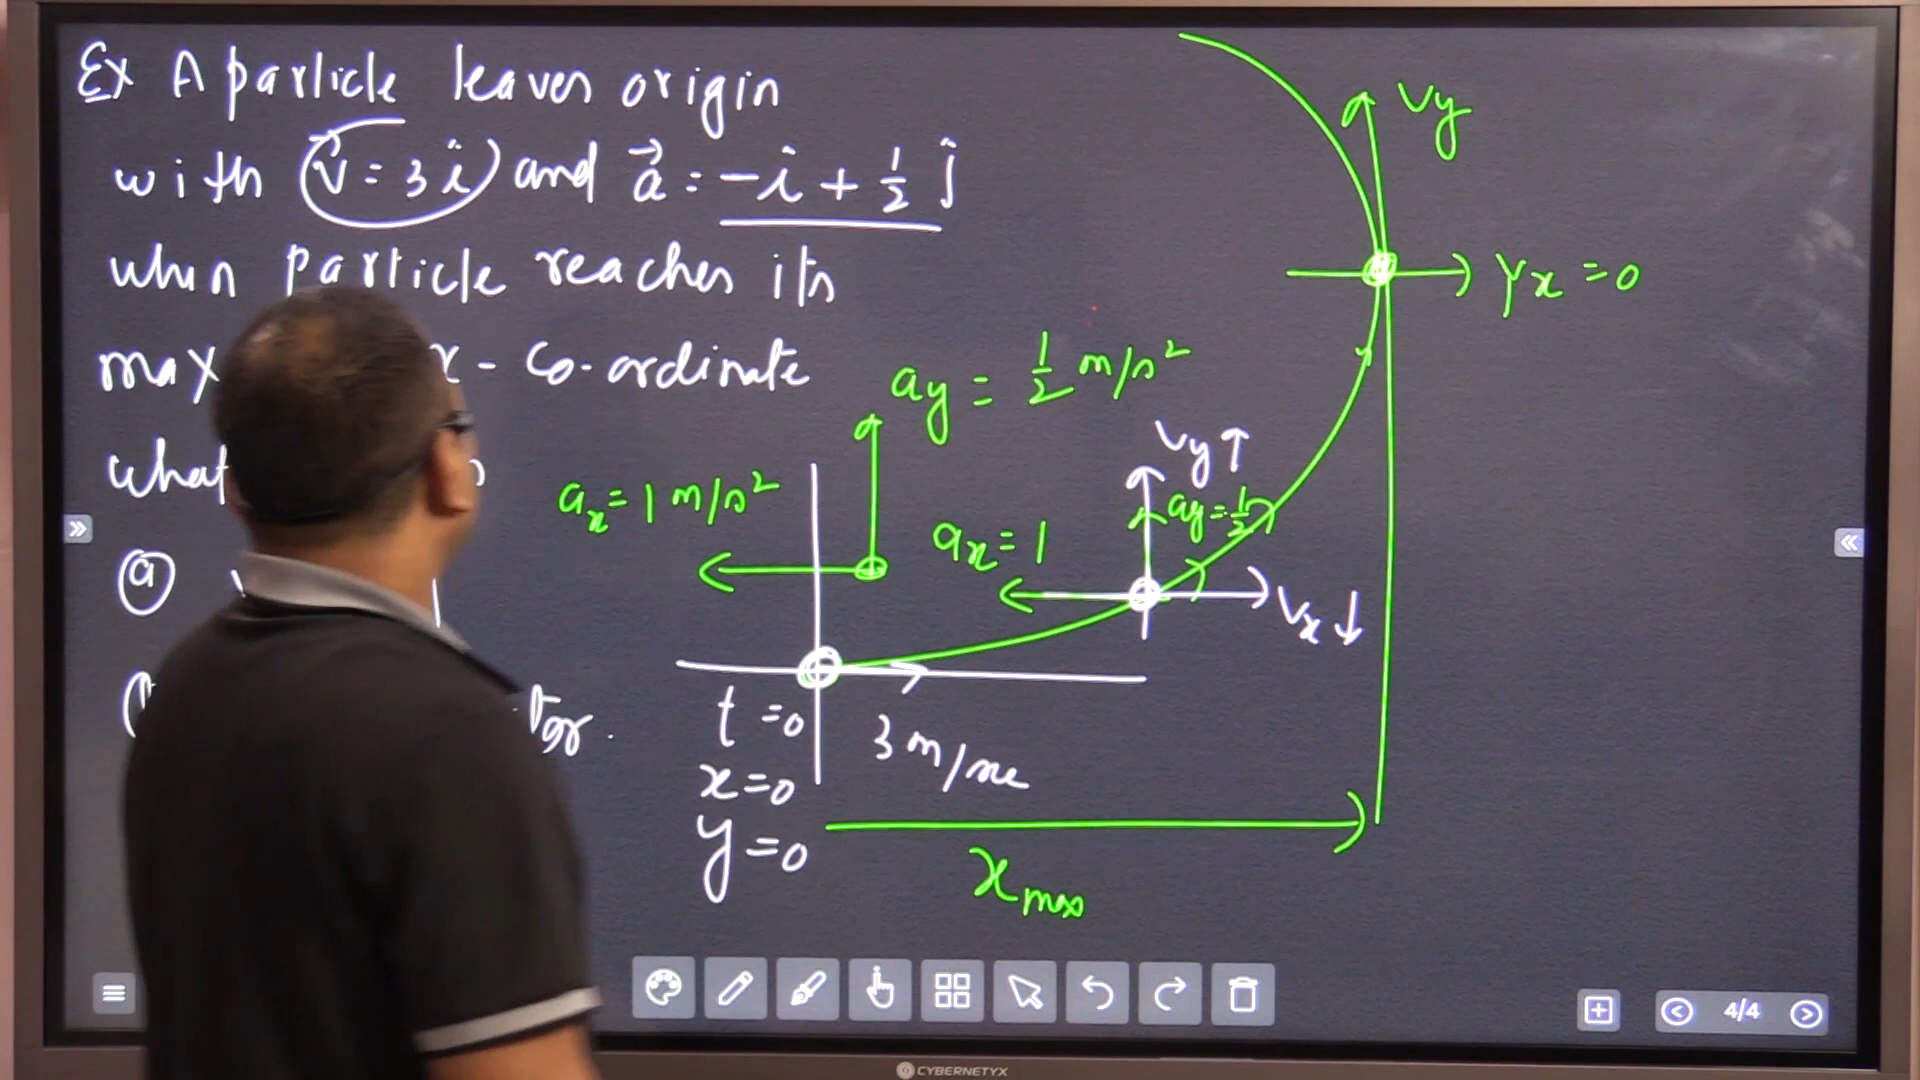 Ex A particle leaves origin
with v⃗ = 3î and a⃗ = -î + 1/2 ĵ
when particle reaches its
max x - co-ordinate
what
(a)
tor.
ax = 1 m/s²
ay = 1/2 m/s²
ax = 1
ay = 1/2
Vy ↑
Vx ↓
Vy
Vx = 0
t = 0
x = 0
y = 0
3 m/sec
xmax
4/4
CYBERNETYX